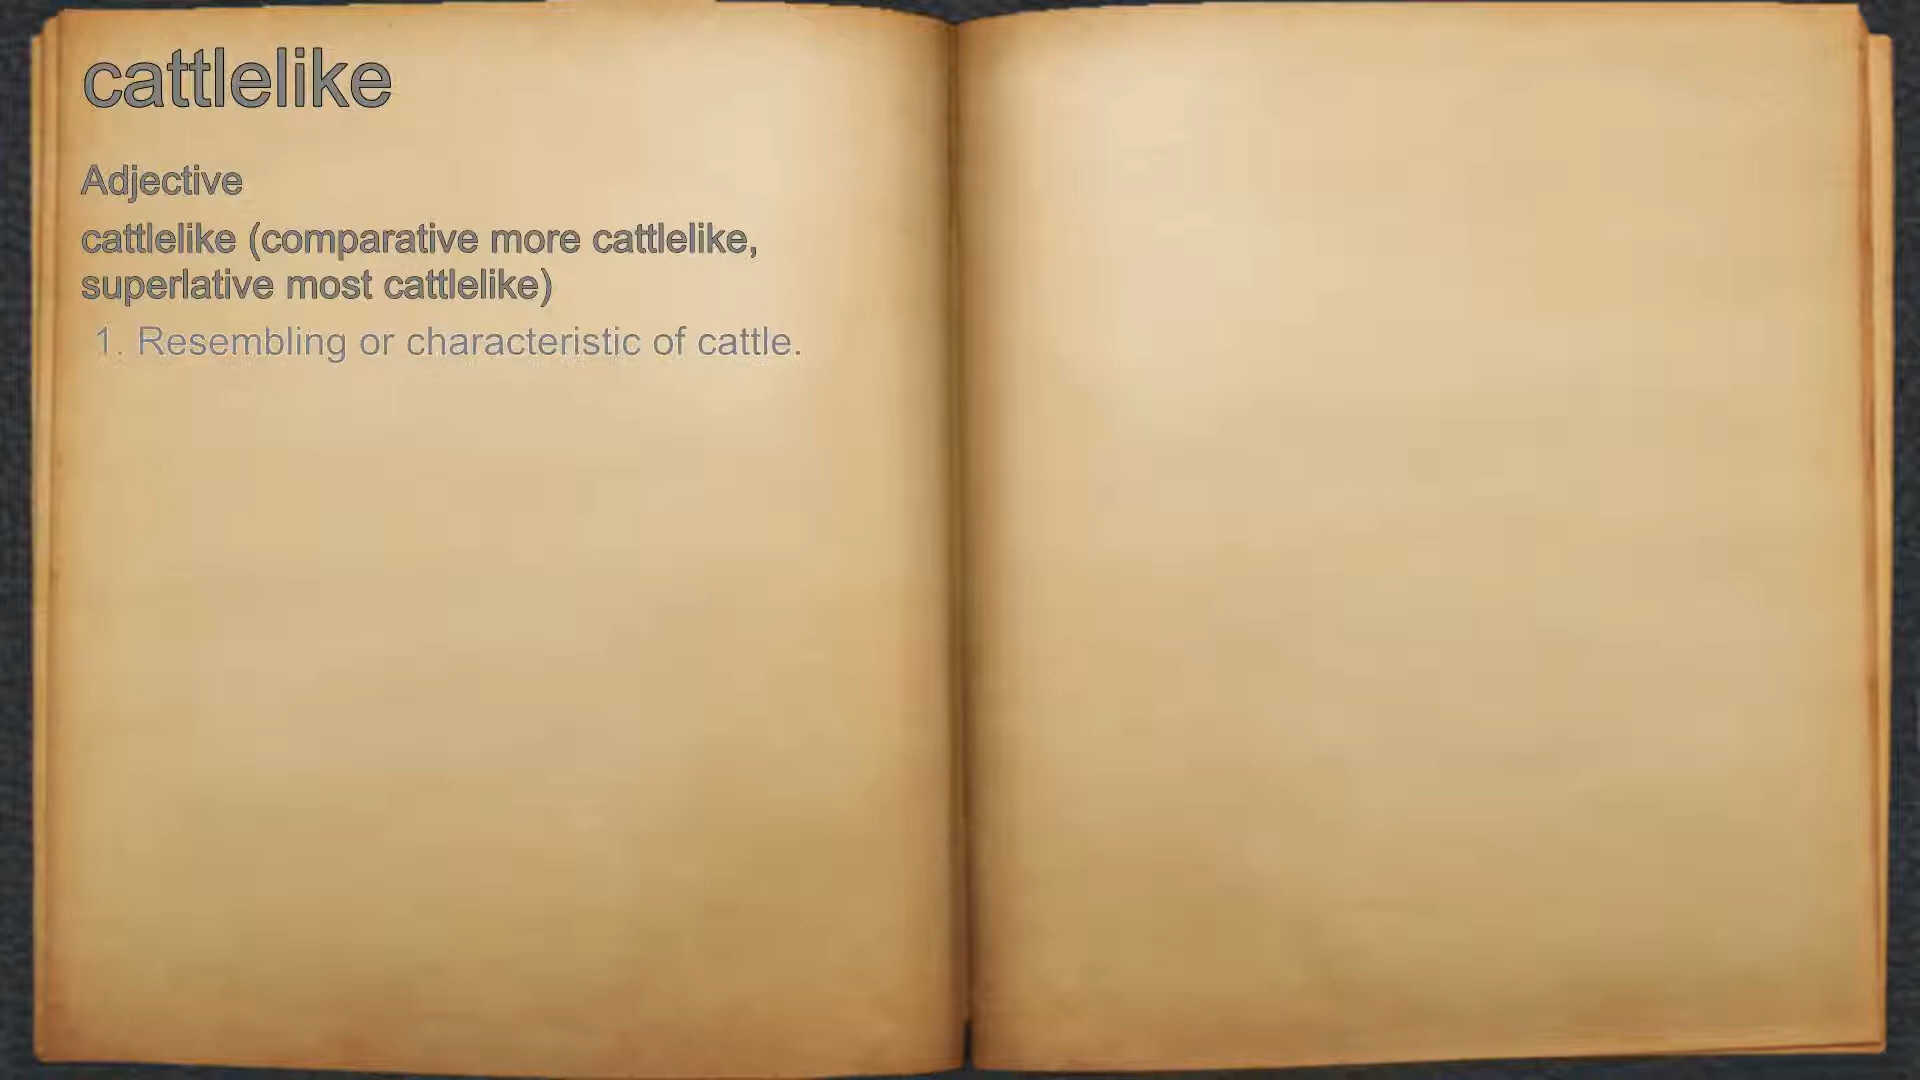 cattlelike
Adjective
cattlelike (comparative more cattlelike,
superlative most cattlelike)
1. Resembling or characteristic of cattle.